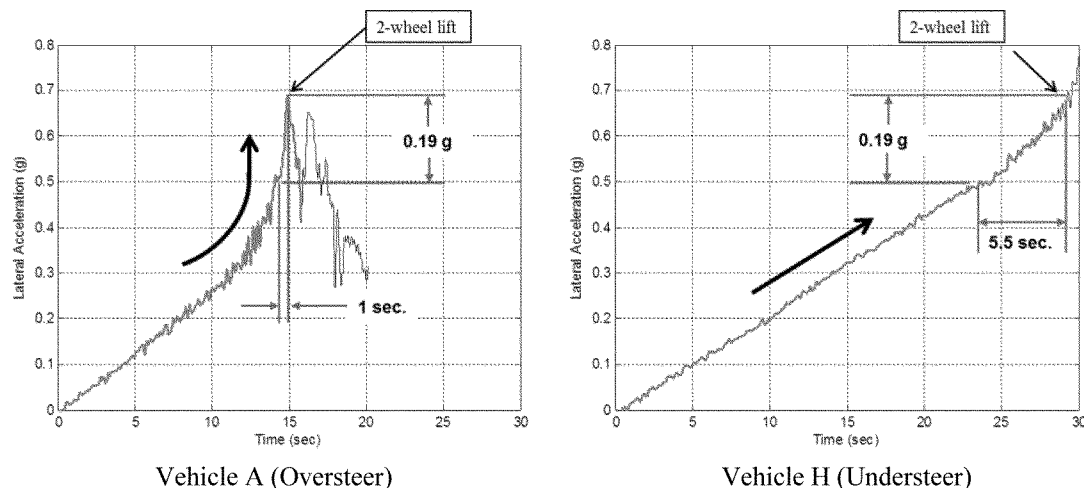 2-wheel lift
0.8
0.7
0.6
0.5
0.4
0.3
0.2
0.1
0
Lateral Acceleration (g)
0.19 g
1 sec.
0 5 10 15 20 25 30
Time (sec)
Vehicle A (Oversteer)
2-wheel lift
0.8
0.7
0.6
0.5
0.4
0.3
0.2
0.1
0
Lateral Acceleration (g)
0.19 g
5.5 sec.
0 5 10 15 20 25 30
Time (sec)
Vehicle H (Understeer)